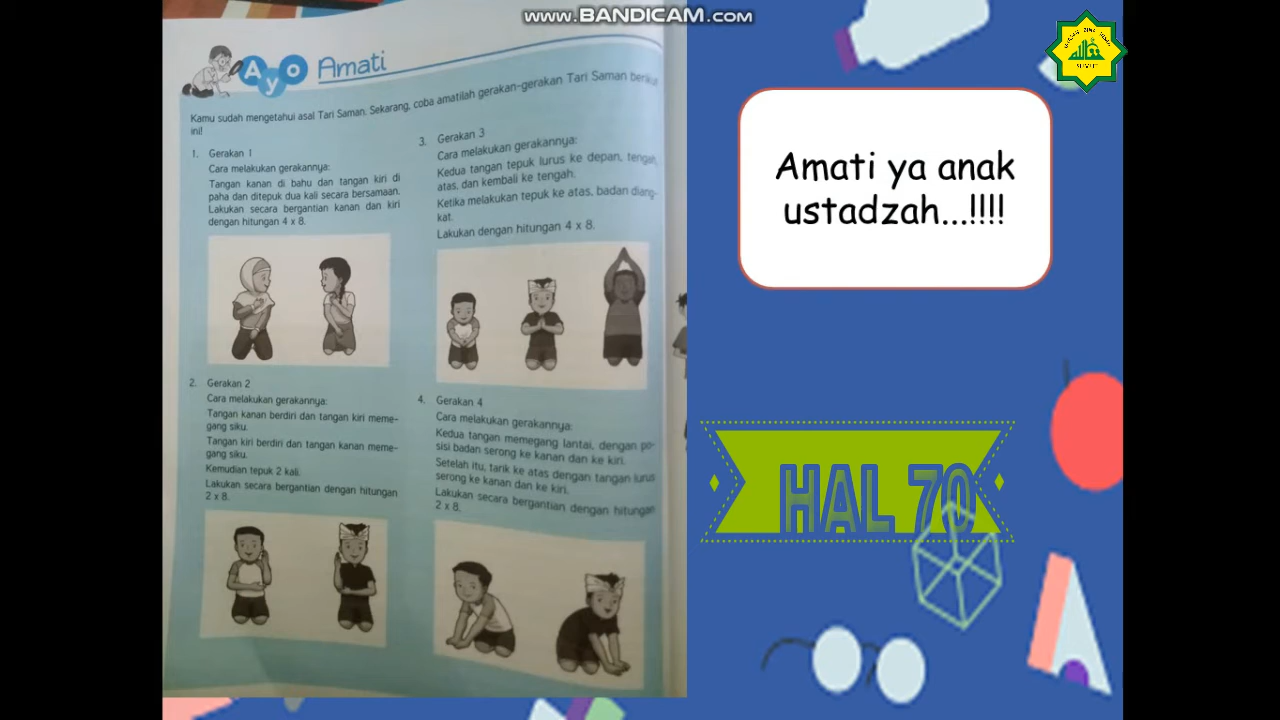 www.BANDICAM.com
Ayo Amati
Kamu sudah mengetahui asal Tari Saman. Sekarang, coba amatilah gerakan-gerakan Tari Saman berikut
ini!
1. Gerakan 1
Cara melakukan gerakannya:
Tangan kanan di bahu dan tangan kiri di
paha dan ditepuk dua kali secara bersamaan.
Lakukan secara bergantian kanan dan kiri
dengan hitungan 4 x 8.
2. Gerakan 2
Cara melakukan gerakannya:
Tangan kanan berdiri dan tangan kiri meme-
gang siku.
Tangan kiri berdiri dan tangan kanan meme-
gang siku.
Kemudian tepuk 2 kali.
Lakukan secara bergantian dengan hitungan
2 x 8.
3. Gerakan 3
Cara melakukan gerakannya:
Kedua tangan tepuk lurus ke depan, tengah,
atas, dan kembali ke tengah.
Ketika melakukan tepuk ke atas, badan diang-
kat.
Lakukan dengan hitungan 4 x 8.
4. Gerakan 4
Cara melakukan gerakannya:
Kedua tangan memegang lantai, dengan po-
sisi badan serong ke kanan dan ke kiri.
Setelah itu, tarik ke atas dengan tangan lurus
serong ke kanan dan ke kiri.
Lakukan secara bergantian dengan hitungan
2 x 8.
Amati ya anak
ustadzah...!!!!
HAL 70